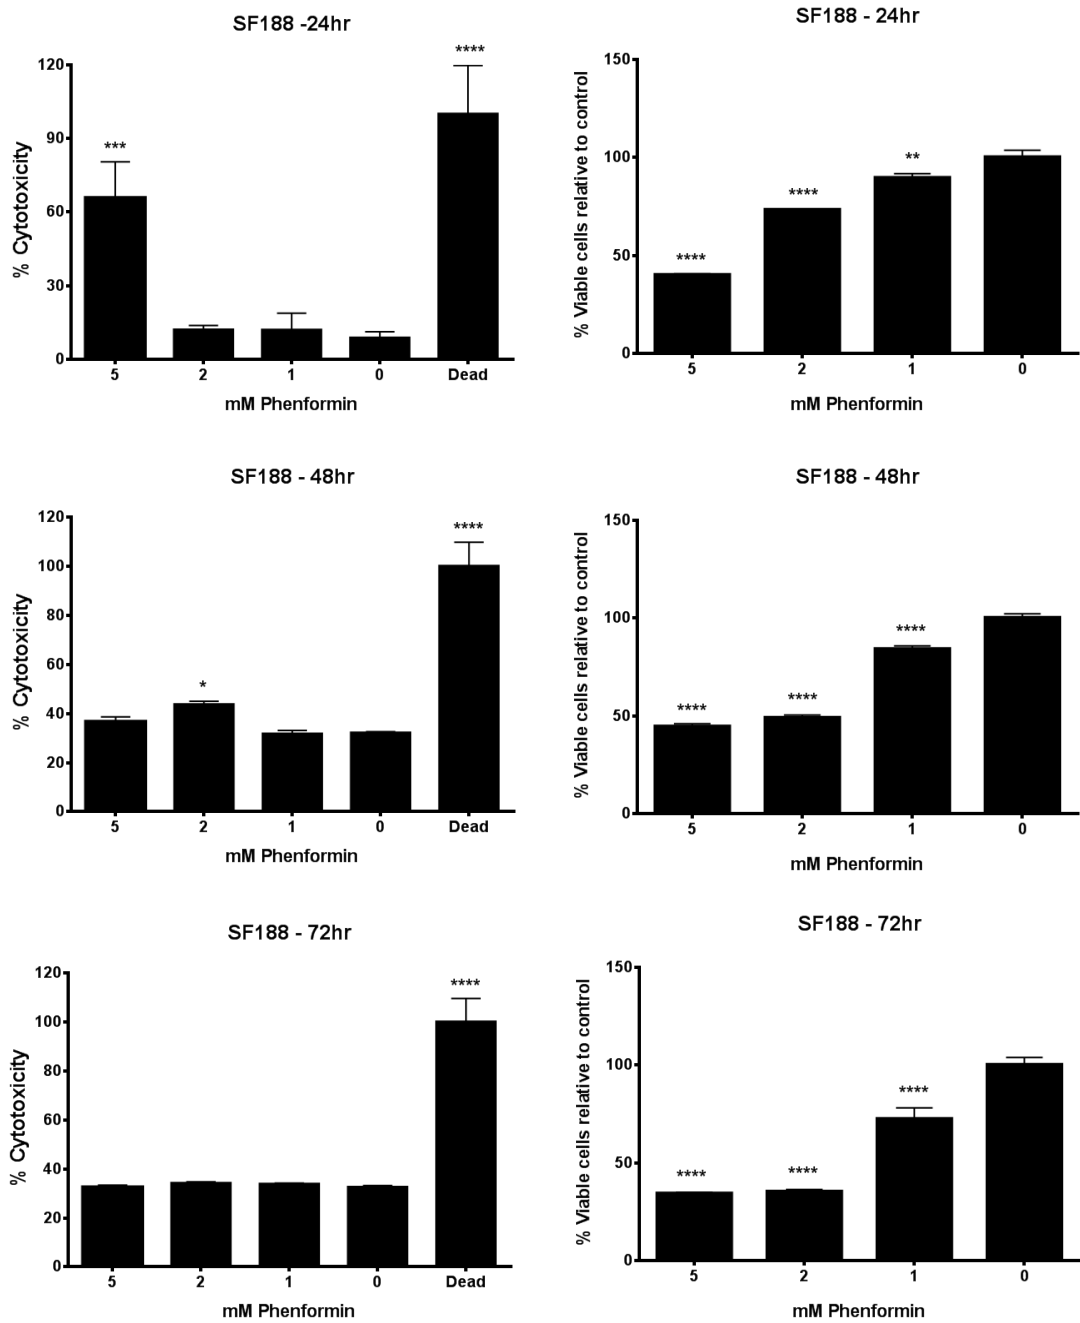 SF188 -24hr
% Cytotoxicity
120
90
60
30
0
***
****
5 2 1 0 Dead
mM Phenformin
SF188 - 24hr
% Viable cells relative to control
150
100
50
0
****
****
**
5 2 1 0
mM Phenformin
SF188 - 48hr
% Cytotoxicity
120
100
80
60
40
20
0
*
****
5 2 1 0 Dead
mM Phenformin
SF188 - 48hr
% Viable cells relative to control
150
100
50
0
****
****
****
5 2 1 0
mM Phenformin
SF188 - 72hr
% Cytotoxicity
120
100
80
60
40
20
0
****
5 2 1 0 Dead
mM Phenformin
SF188 - 72hr
% Viable cells relative to control
150
100
50
0
****
****
****
5 2 1 0
mM Phenformin